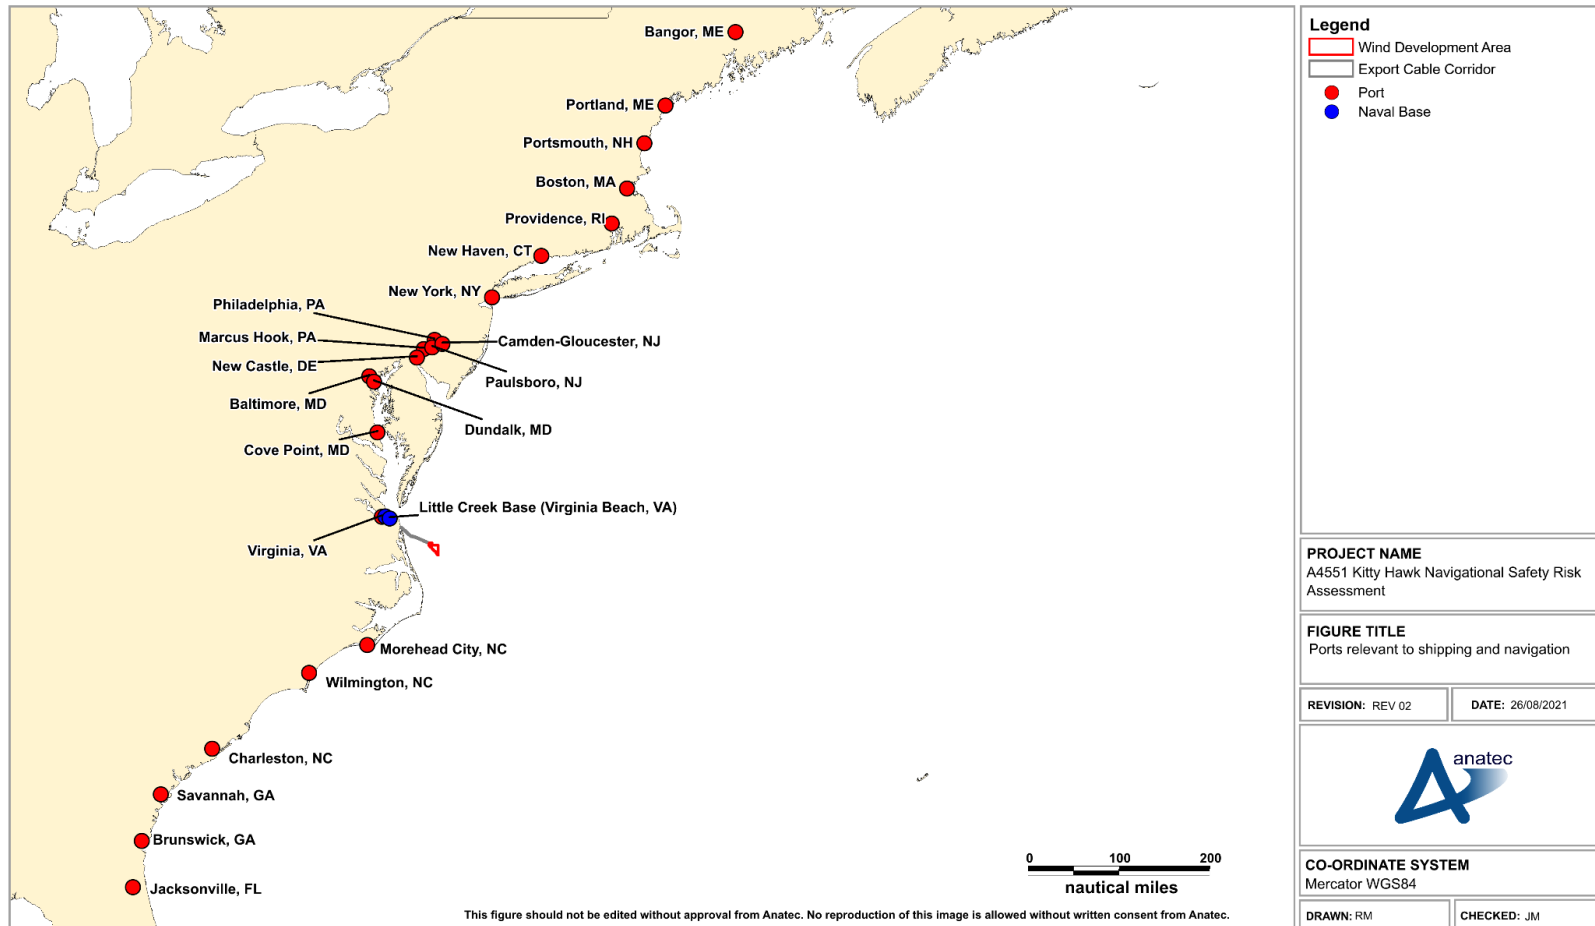 Bangor, ME
Portland, ME
Portsmouth, NH
Boston, MA
Providence, RI
New Haven, CT
New York, NY
Philadelphia, PA
Marcus Hook, PA
Camden-Gloucester, NJ
New Castle, DE
Paulsboro, NJ
Baltimore, MD
Dundalk, MD
Cove Point, MD
Little Creek Base (Virginia Beach, VA)
Virginia, VA
Morehead City, NC
Wilmington, NC
Charleston, NC
Savannah, GA
Brunswick, GA
Jacksonville, FL
0 100 200
nautical miles
This figure should not be edited without approval from Anatec. No reproduction of this image is allowed without written consent from Anatec.
Legend
Wind Development Area
Export Cable Corridor
Port
Naval Base
PROJECT NAME
A4551 Kitty Hawk Navigational Safety Risk
Assessment
FIGURE TITLE
Ports relevant to shipping and navigation
REVISION: REV 02 DATE: 26/08/2021
anatec
CO-ORDINATE SYSTEM
Mercator WGS84
DRAWN: RM CHECKED: JM